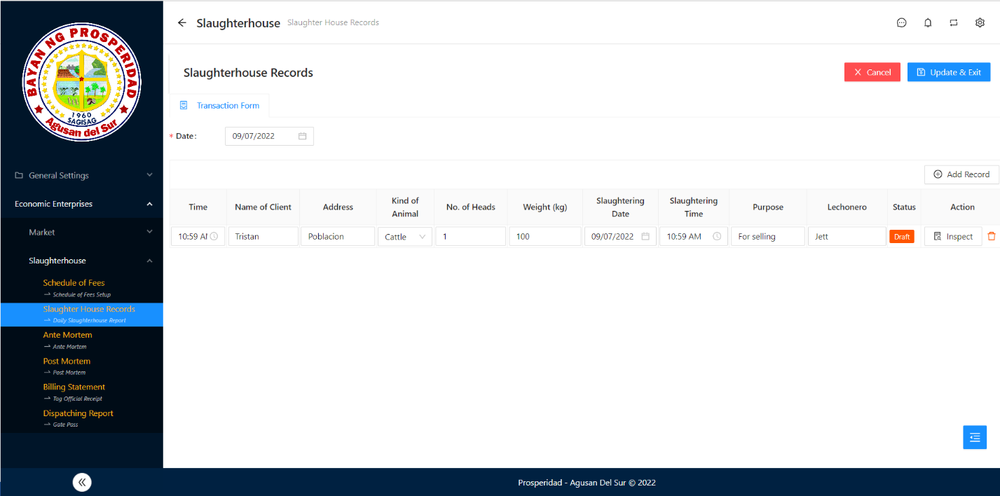 BAYAN NG PROSPERIDAD
1960
SAGISAG
Agusan del Sur
General Settings
Economic Enterprises
Market
Slaughterhouse
Schedule of Fees
Schedule of Fees Setup
Slaughter House Records
Daily Slaughterhouse Report
Ante Mortem
Ante Mortem
Post Mortem
Post Mortem
Billing Statement
Tag Official Receipt
Dispatching Report
Gate Pass
Slaughterhouse Slaughter House Records
Slaughterhouse Records
Cancel Update & Exit
Transaction Form
* Date: 09/07/2022
Add Record
Time Name of Client Address Kind of Animal No. of Heads Weight (kg) Slaughtering Date Slaughtering Time Purpose Lechonero Status Action
10:59 AM Tristan Poblacion Cattle 1 100 09/07/2022 10:59 AM For selling Jett Draft Inspect
Prosperidad - Agusan Del Sur © 2022